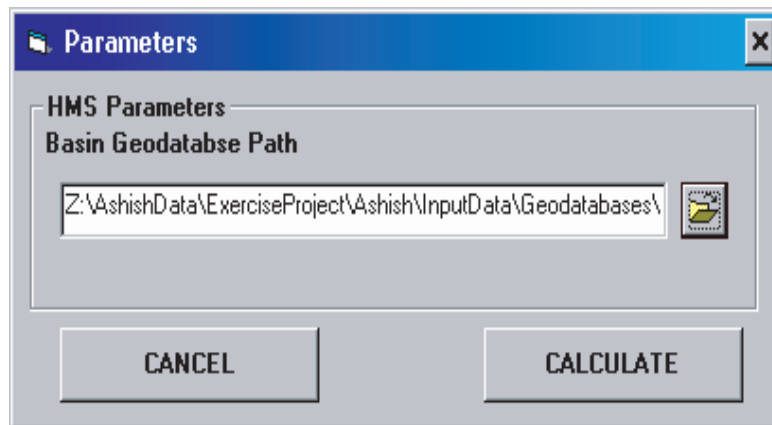 Parameters
HMS Parameters
Basin Geodatabse Path
Z:\AshishData\ExerciseProject\Ashish\InputData\Geodatabases\
CANCEL
CALCULATE